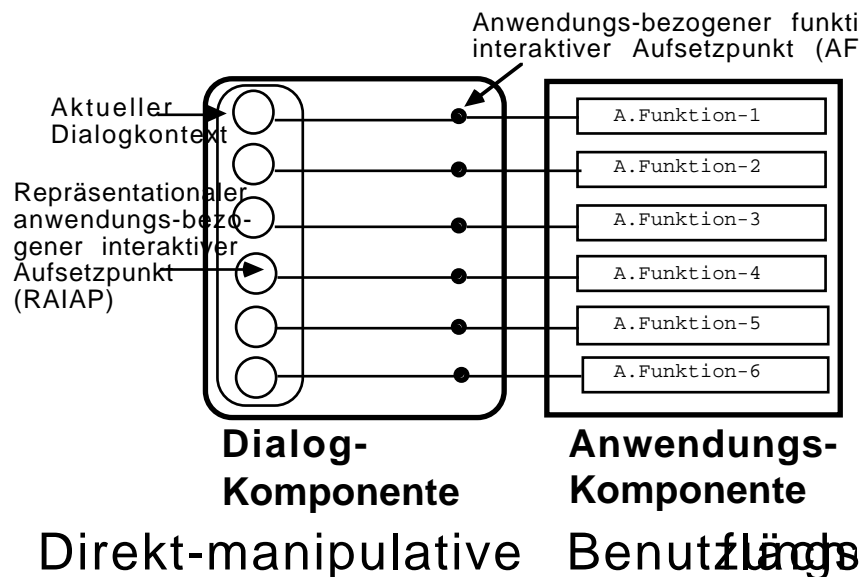 Anwendungs-bezogener funkti
interaktiver Aufsetzpunkt (AF
Aktueller
Dialogkontext
Repräsentationaler
anwendungs-bezo-
gener interaktiver
Aufsetzpunkt
(RAIAP)
A.Funktion-1
A.Funktion-2
A.Funktion-3
A.Funktion-4
A.Funktion-5
A.Funktion-6
Dialog-
Komponente
Anwendungs-
Komponente
Direkt-manipulative